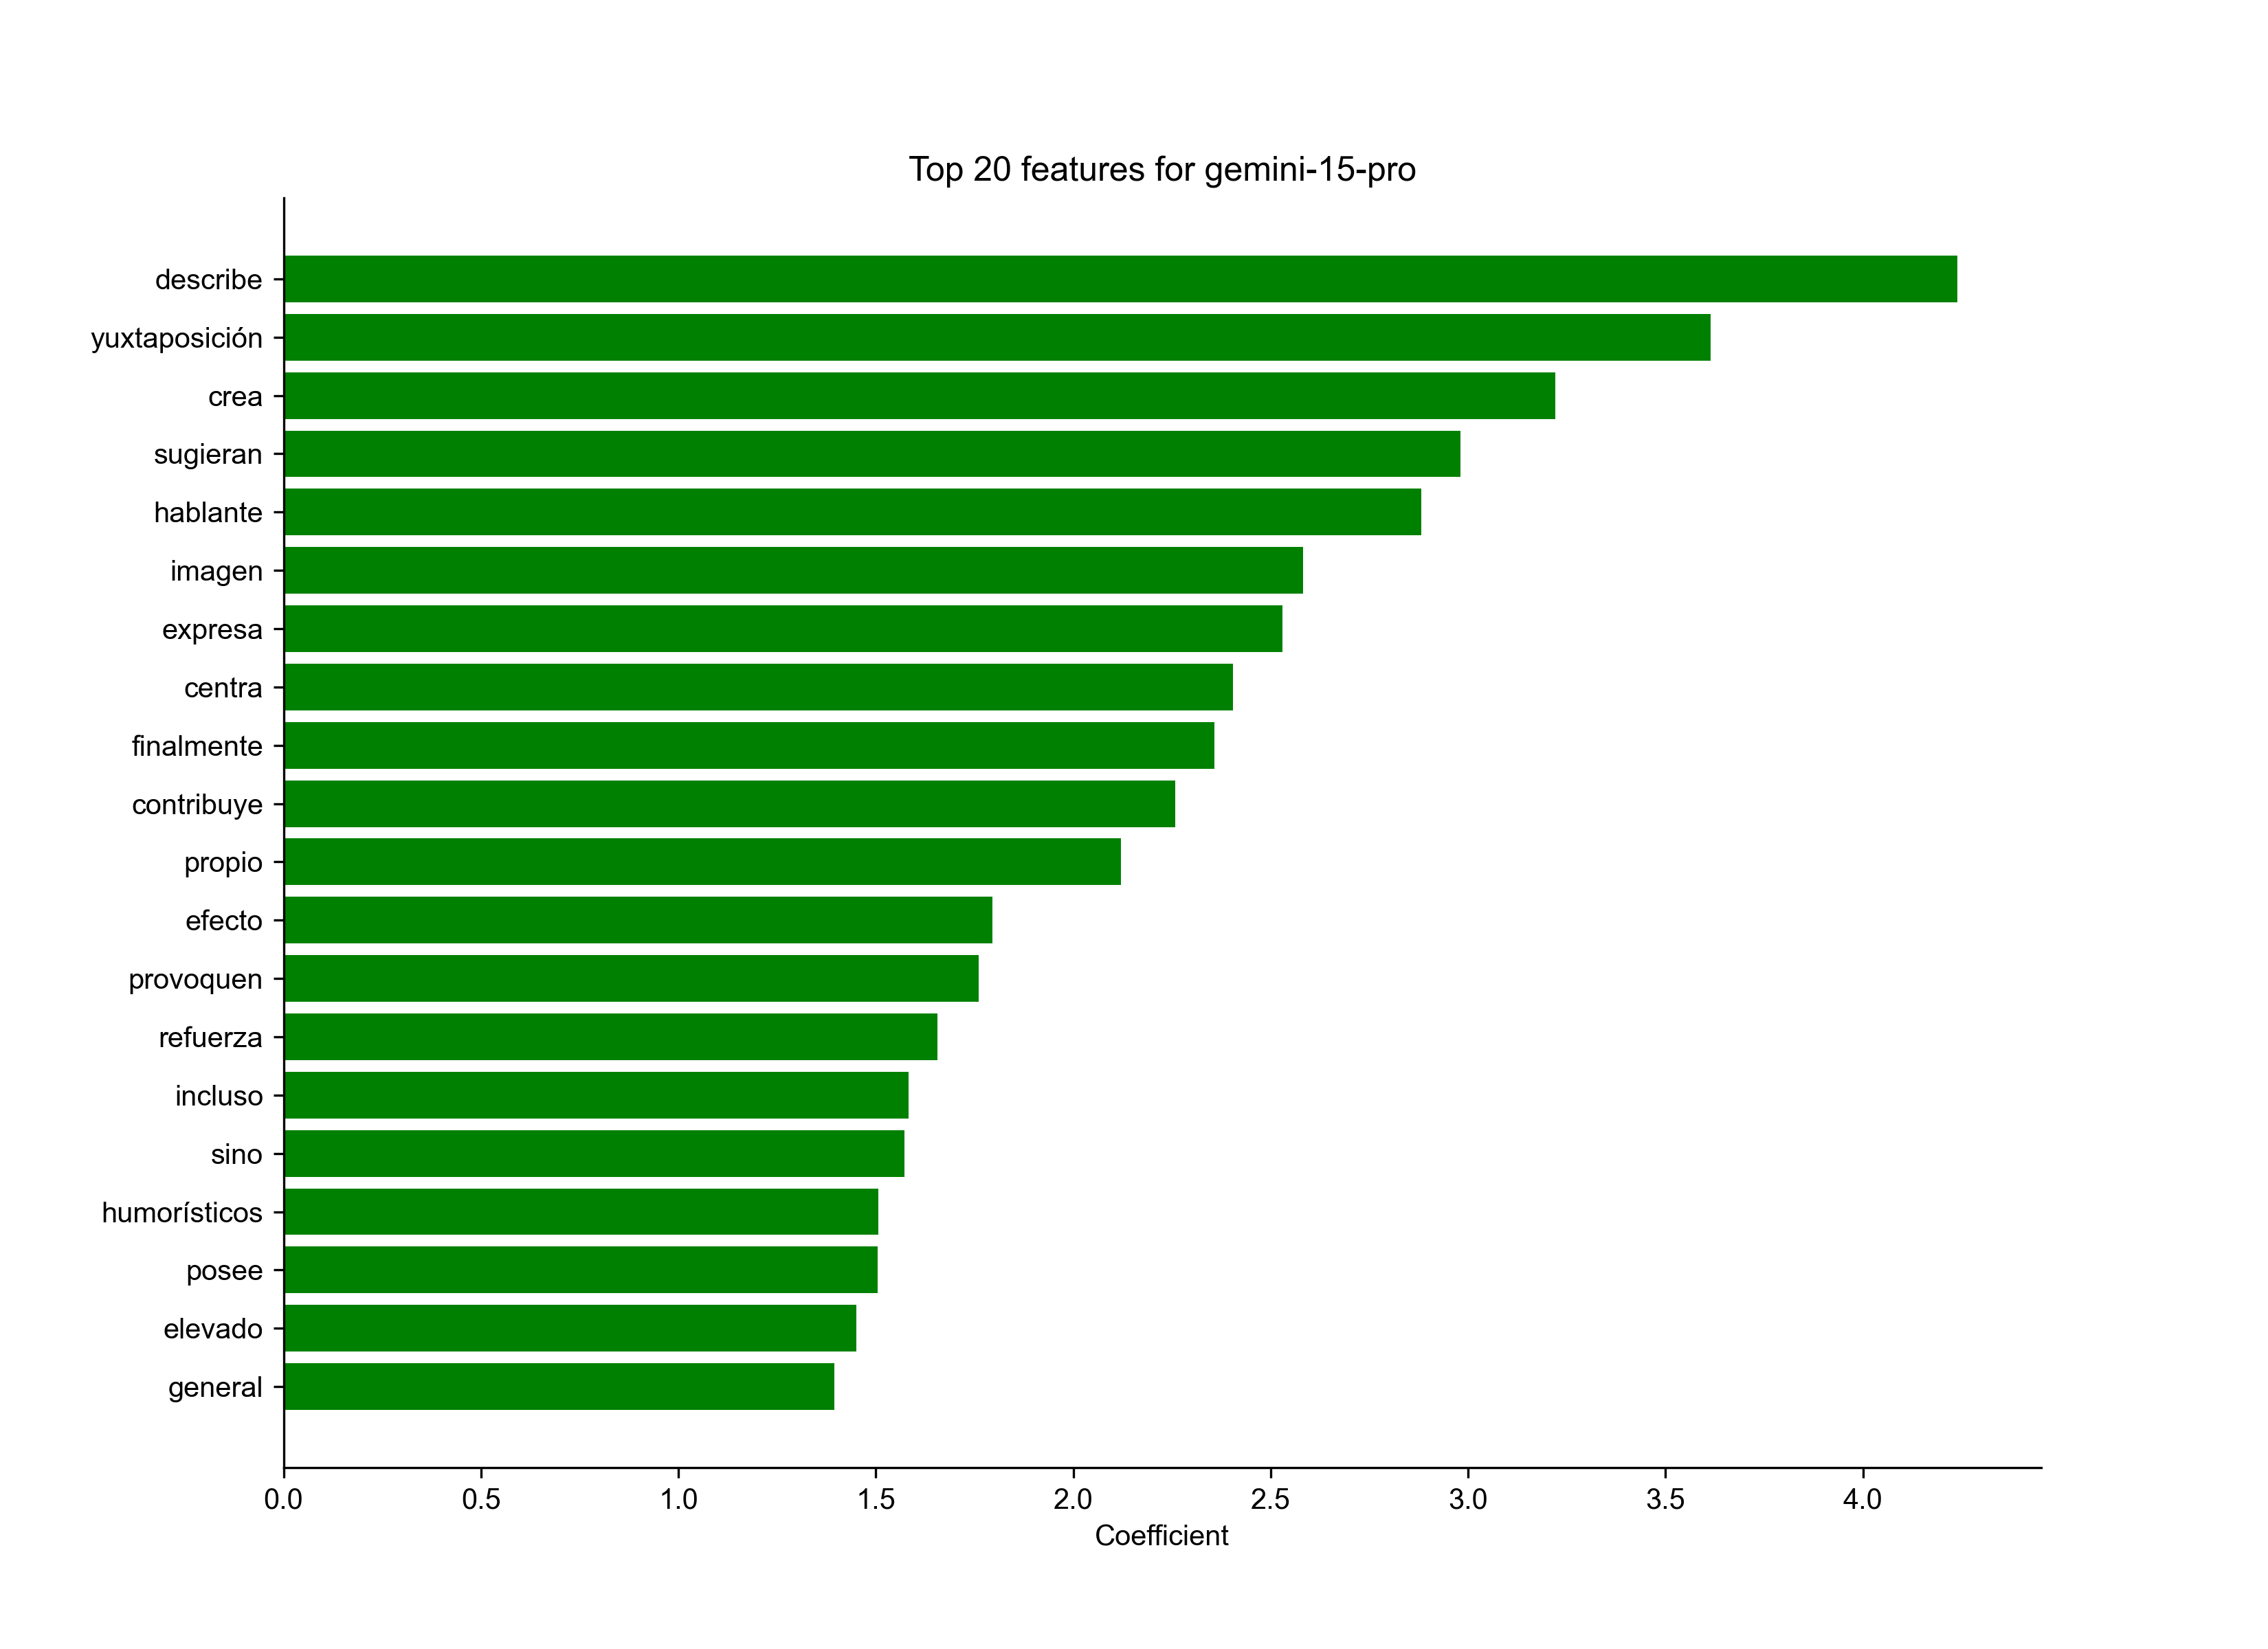 Top 20 features for gemini-15-pro
describe
yuxtaposición
crea
sugieran
hablante
imagen
expresa
centra
finalmente
contribuye
propio
efecto
provoquen
refuerza
incluso
sino
humorísticos
posee
elevado
general
0.0 0.5 1.0 1.5 2.0 2.5 3.0 3.5 4.0
Coefficient